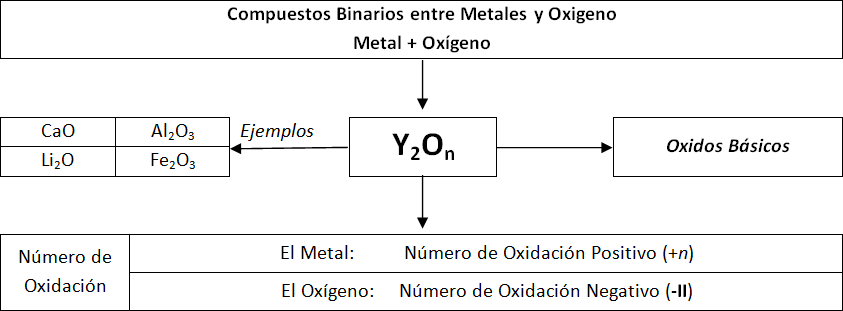 Compuestos Binarios entre Metales y Oxigeno
Metal + Oxígeno
CaO Al₂O₃
Li₂O Fe₂O₃
Ejemplos
Y₂Oₙ
Oxidos Básicos
Número de
Oxidación
El Metal: Número de Oxidación Positivo (+n)
El Oxígeno: Número de Oxidación Negativo (-II)